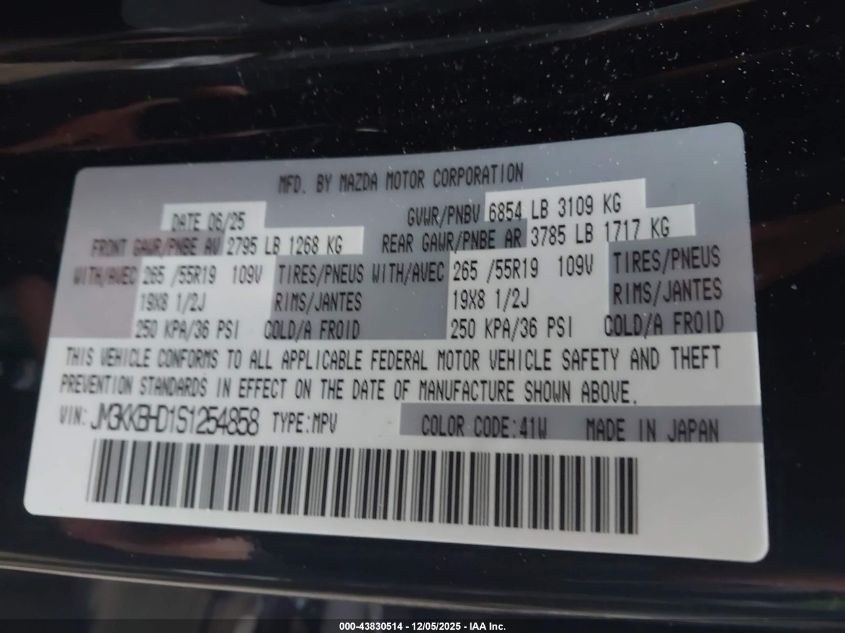 MFD. BY MAZDA MOTOR CORPORATION
DATE 06/25 GVWR/PNBV 6854 LB 3109 KG
FRONT GAWR/PNBE AV 2795 LB 1268 KG REAR GAWR/PNBE AR 3785 LB 1717 KG
WITH/AVEC 265 /55R19 109V TIRES/PNEUS WITH/AVEC 265 /55R19 109V TIRES/PNEUS
19X8 1/2J RIMS/JANTES 19X8 1/2J RIMS/JANTES
250 KPA/36 PSI COLD/A FROID 250 KPA/36 PSI COLD/A FROID
THIS VEHICLE CONFORMS TO ALL APPLICABLE FEDERAL MOTOR VEHICLE SAFETY AND THEFT
PREVENTION STANDARDS IN EFFECT ON THE DATE OF MANUFACTURE SHOWN ABOVE.
VIN: JM3KKBHD1S1254858 TYPE:MPV COLOR CODE:41W MADE IN JAPAN
000-43830514 - 12/05/2025 - IAA Inc.